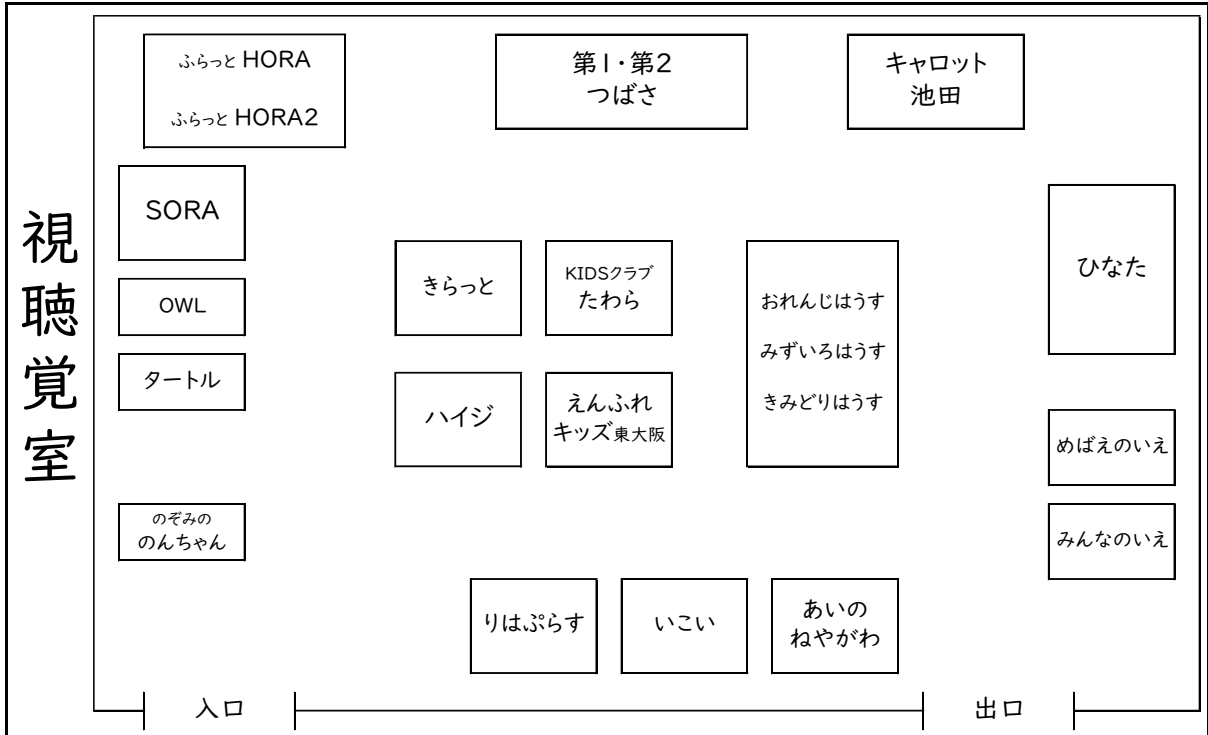 視聴覚室
ふらっと HORA
ふらっと HORA2
第1・第2
つばさ
キャロット
池田
SORA
OWL
タートル
のぞみの
のんちゃん
きらっと
KIDSクラブ
たわら
ハイジ
えんふれ
キッズ東大阪
おれんじはうす
みずいろはうす
きみどりはうす
ひなた
めばえのいえ
みんなのいえ
りはぷらす
いこい
あいの
ねやがわ
入口
出口